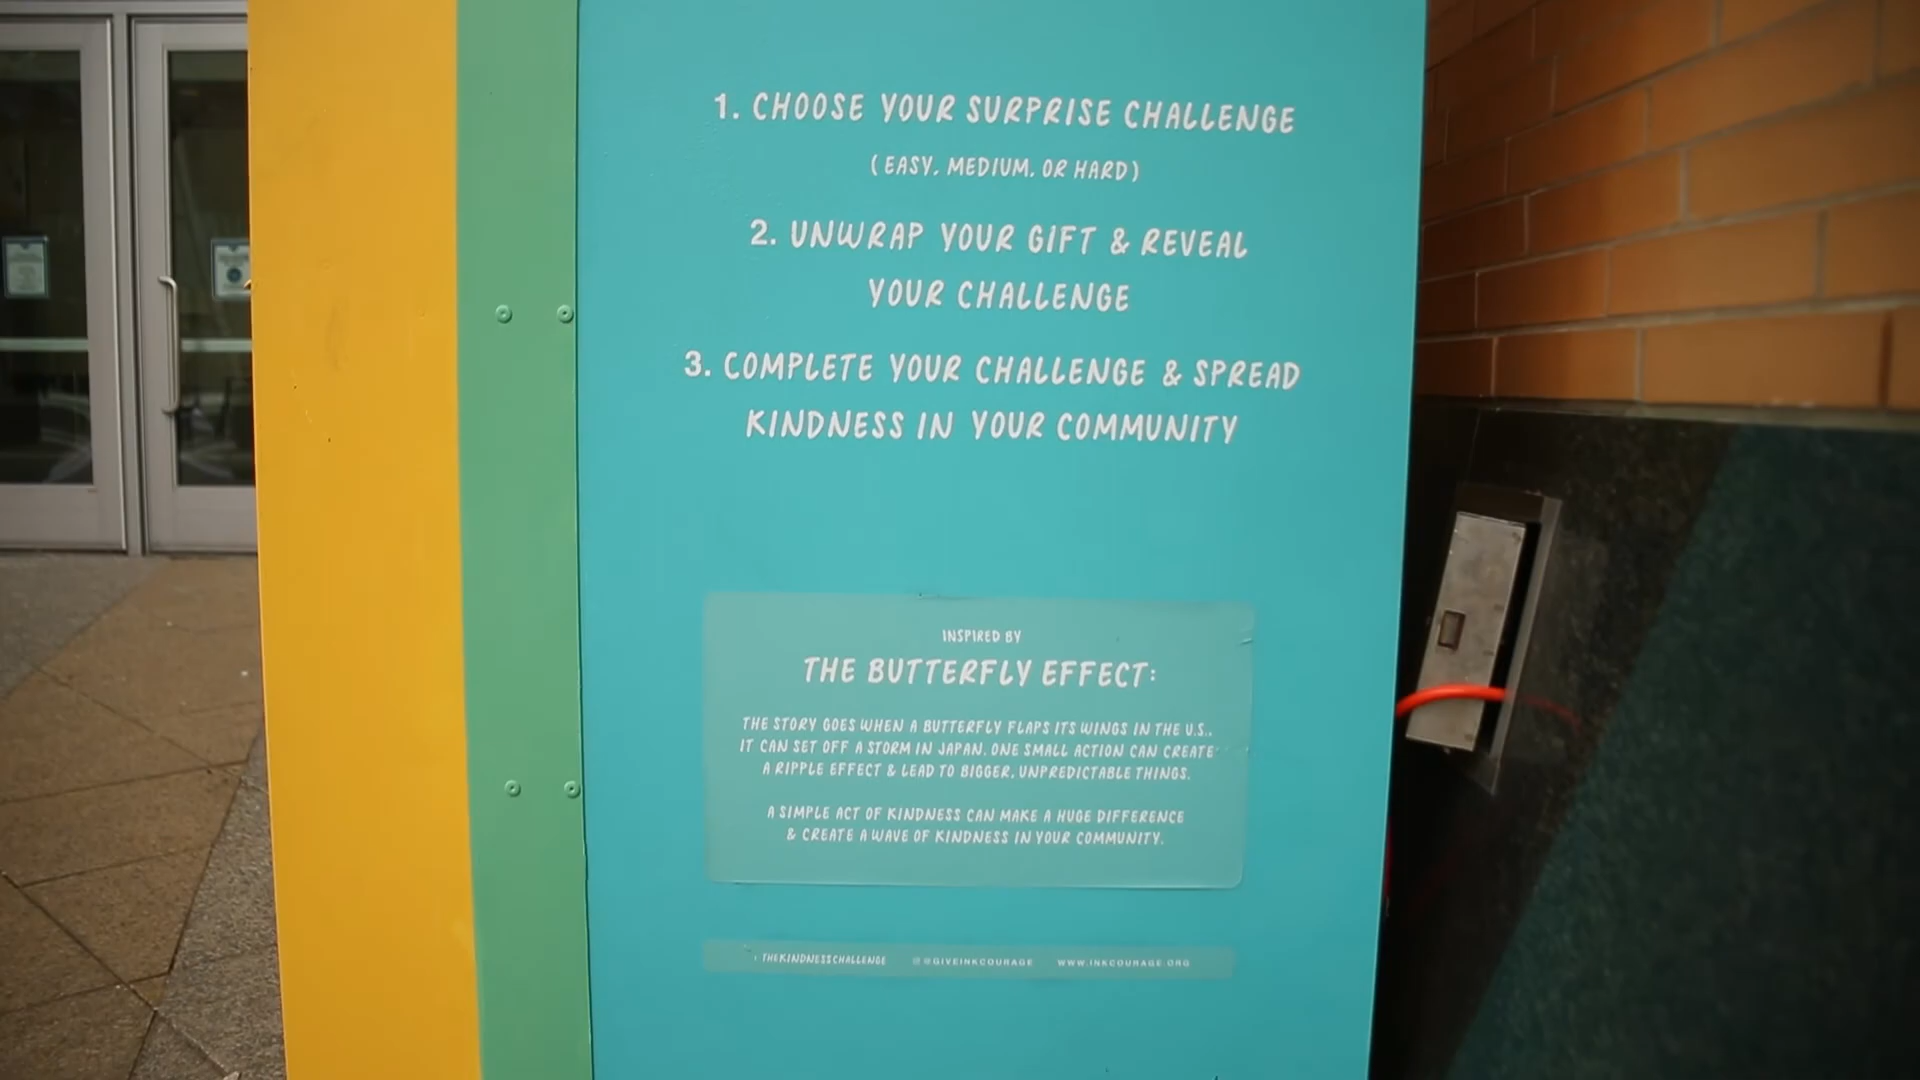 1. CHOOSE YOUR SURPRISE CHALLENGE
(EASY, MEDIUM, OR HARD)
2. UNWRAP YOUR GIFT & REVEAL
YOUR CHALLENGE
3. COMPLETE YOUR CHALLENGE & SPREAD
KINDNESS IN YOUR COMMUNITY
INSPIRED BY
THE BUTTERFLY EFFECT:
THE STORY GOES WHEN A BUTTERFLY FLAPS ITS WINGS IN THE U.S.,
IT CAN SET OFF A STORM IN JAPAN. ONE SMALL ACTION CAN CREATE
A RIPPLE EFFECT & LEAD TO BIGGER, UNPREDICTABLE THINGS.
A SIMPLE ACT OF KINDNESS CAN MAKE A HUGE DIFFERENCE
& CREATE A WAVE OF KINDNESS IN YOUR COMMUNITY.
THEKINDNESSCHALLENGE @GIVEINKCOURAGE WWW.INKCOURAGE.ORG